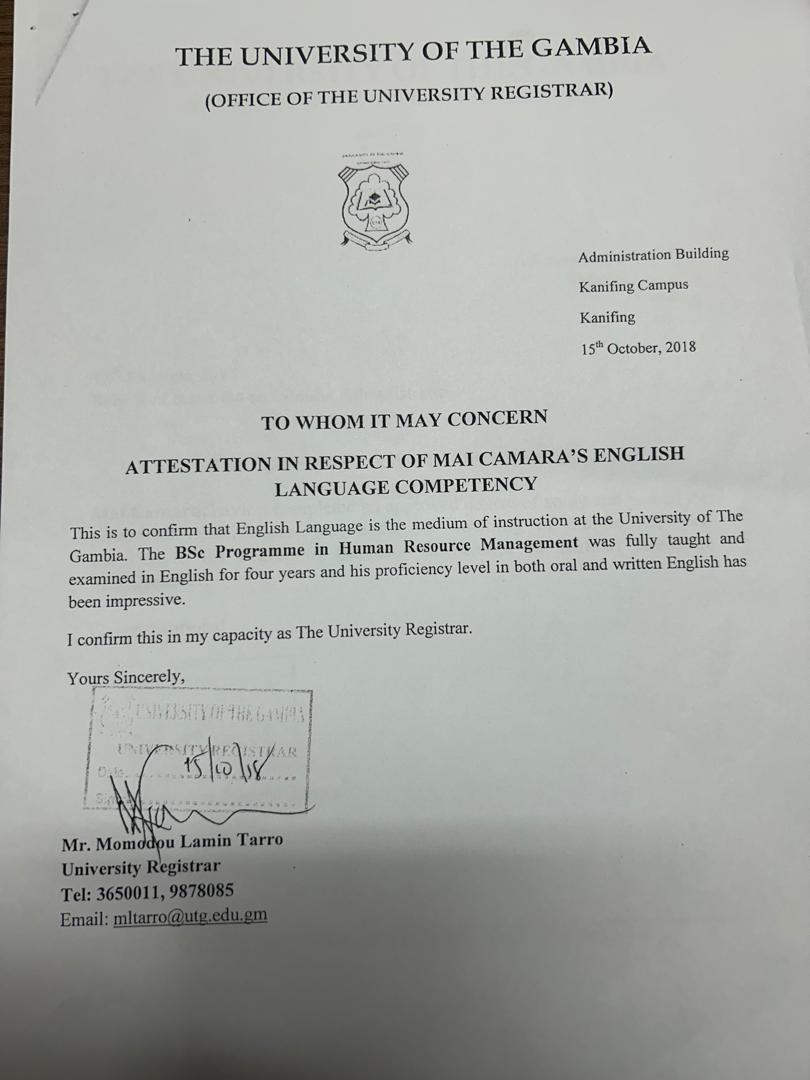 THE UNIVERSITY OF THE GAMBIA
(OFFICE OF THE UNIVERSITY REGISTRAR)
Administration Building
Kanifing Campus
Kanifing
15th October, 2018
TO WHOM IT MAY CONCERN
ATTESTATION IN RESPECT OF MAI CAMARA'S ENGLISH
LANGUAGE COMPETENCY
This is to confirm that English Language is the medium of instruction at the University of The
Gambia. The BSc Programme in Human Resource Management was fully taught and
examined in English for four years and his proficiency level in both oral and written English has
been impressive.
I confirm this in my capacity as The University Registrar.
Yours Sincerely,
UNIVERSITY OF THE GAMBIA
UNIVERSITY REGISTRAR
Date 15/10/18
Mr. Momodou Lamin Tarro
University Registrar
Tel: 3650011, 9878085
Email: mltarro@utg.edu.gm